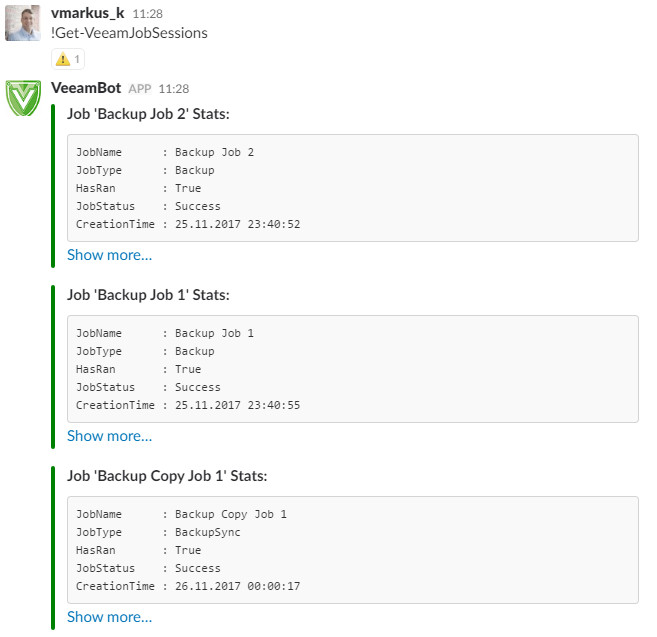 vmarkus_k 11:28
!Get-VeeamJobSessions
1
VeeamBot APP 11:28
Job 'Backup Job 2' Stats:
JobName      : Backup Job 2
JobType      : Backup
HasRan       : True
JobStatus    : Success
CreationTime : 25.11.2017 23:40:52
Show more...
Job 'Backup Job 1' Stats:
JobName      : Backup Job 1
JobType      : Backup
HasRan       : True
JobStatus    : Success
CreationTime : 25.11.2017 23:40:55
Show more...
Job 'Backup Copy Job 1' Stats:
JobName      : Backup Copy Job 1
JobType      : BackupSync
HasRan       : True
JobStatus    : Success
CreationTime : 26.11.2017 00:00:17
Show more...